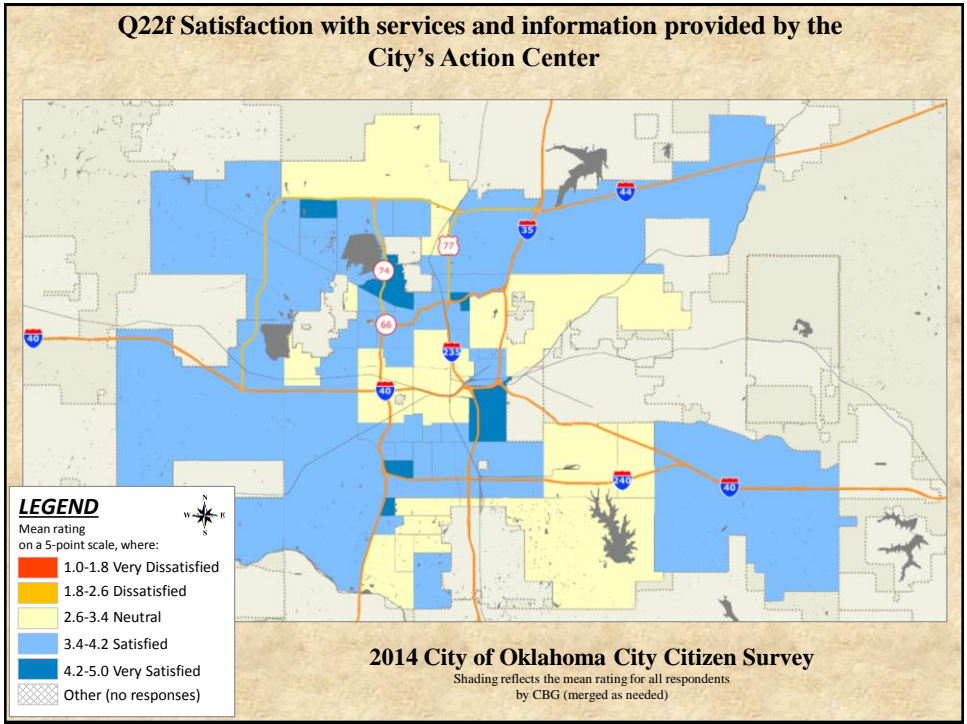 Q22f Satisfaction with services and information provided by the
City's Action Center
44
35
77
74
66
40
235
40
240
40
LEGEND
N
W E
S
Mean rating
on a 5-point scale, where:
1.0-1.8 Very Dissatisfied
1.8-2.6 Dissatisfied
2.6-3.4 Neutral
3.4-4.2 Satisfied
4.2-5.0 Very Satisfied
Other (no responses)
2014 City of Oklahoma City Citizen Survey
Shading reflects the mean rating for all respondents
by CBG (merged as needed)